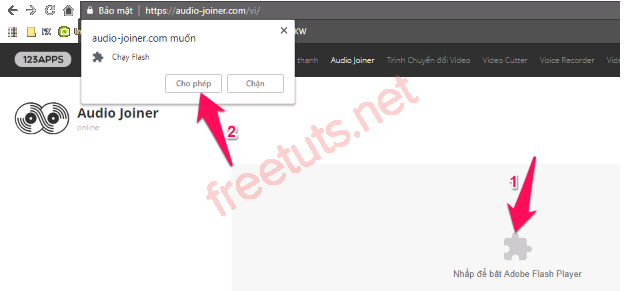 Bảo mật | https://audio-joiner.com/vi/
XW
audio-joiner.com muốn
Chạy Flash
Cho phép Chặn
123APPS thanh Audio Joiner Trình Chuyển đổi Video Video Cutter Voice Recorder Vide
Audio Joiner
online
2
1
freetuts.net
Nhấp để bật Adobe Flash Player